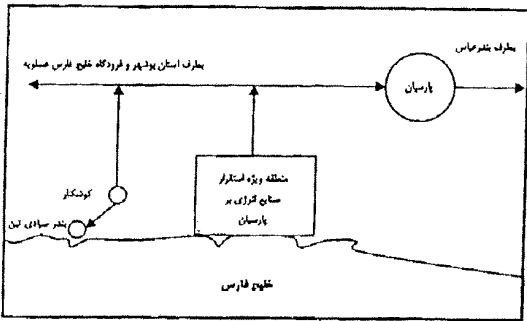 بطرف بندرعباس
بطرف استان بوشهر و فرودگاه خلیج فارس عسلویه
پارسیان
منطقه ویژه استقرار
صنایع انرژی بر
پارسیان
کوشکنار
بندر صیادی تبن
خلیج فارس